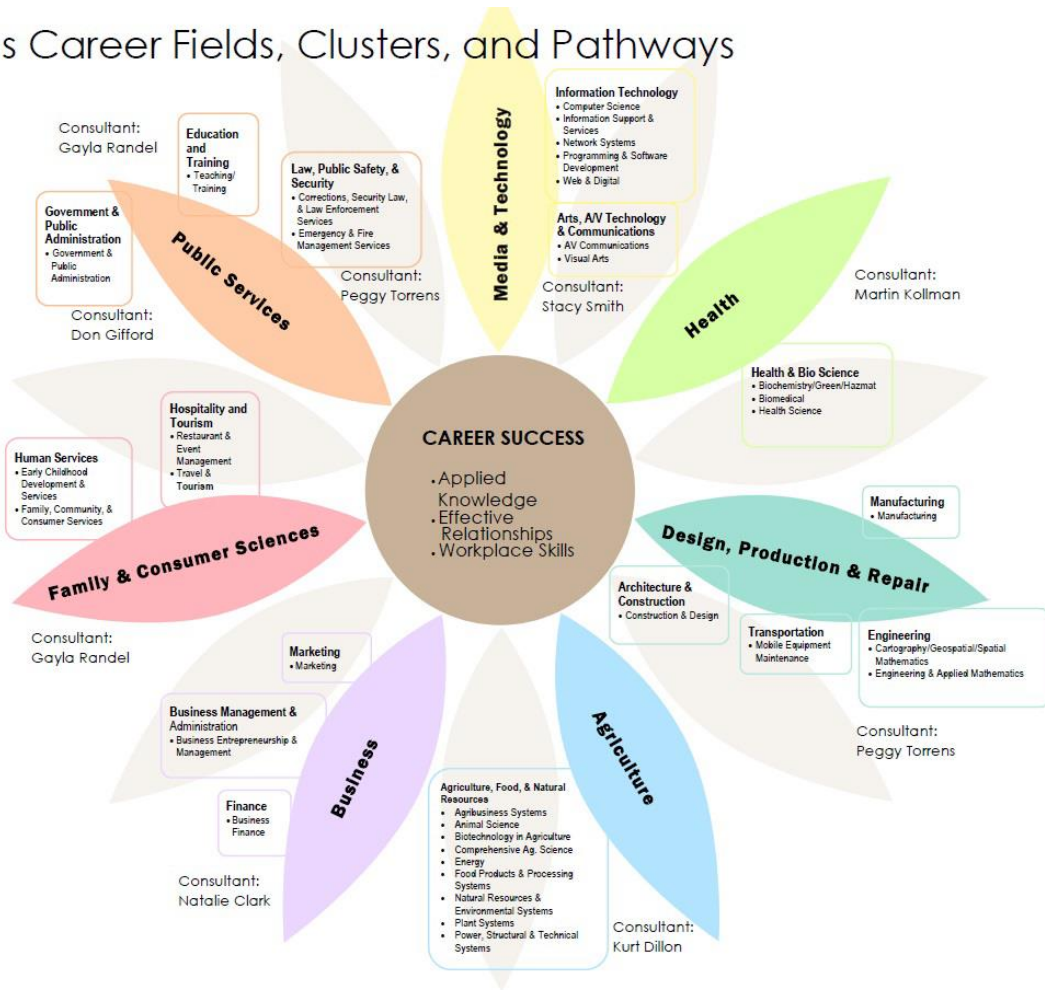 s Career Fields, Clusters, and Pathways
Consultant:
Gayla Randel
Education
and
Training
• Teaching/
Training
Government &
Public
Administration
• Government &
Public
Administration
Consultant:
Don Gifford
Public Services
Law, Public Safety, &
Security
• Corrections, Security Law,
& Law Enforcement
Services
• Emergency & Fire
Management Services
Consultant:
Peggy Torrens
Media & Technology
Information Technology
• Computer Science
• Information Support &
Services
• Network Systems
• Programming & Software
Development
• Web & Digital
Arts, A/V Technology
& Communications
• AV Communications
• Visual Arts
Consultant:
Stacy Smith
Health
Consultant:
Martin Kollman
Health & Bio Science
• Biochemistry/Green/Hazmat
• Biomedical
• Health Science
CAREER SUCCESS
• Applied
Knowledge
• Effective
Relationships
• Workplace Skills
Hospitality and
Tourism
• Restaurant &
Event
Management
• Travel &
Tourism
Human Services
• Early Childhood
Development &
Services
• Family, Community, &
Consumer Services
Family & Consumer Sciences
Consultant:
Gayla Randel
Manufacturing
• Manufacturing
Design, Production & Repair
Architecture &
Construction
• Construction & Design
Transportation
• Mobile Equipment
Maintenance
Engineering
• Cartography/Geospatial/Spatial
Mathematics
• Engineering & Applied Mathematics
Consultant:
Peggy Torrens
Marketing
• Marketing
Business Management &
Administration
• Business Entrepreneurship &
Management
Finance
• Business
Finance
Business
Consultant:
Natalie Clark
Agriculture
Agriculture, Food, & Natural
Resources
• Agribusiness Systems
• Animal Science
• Biotechnology in Agriculture
• Comprehensive Ag. Science
• Energy
• Food Products & Processing
Systems
• Natural Resources &
Environmental Systems
• Plant Systems
• Power, Structural & Technical
Systems
Consultant:
Kurt Dillon